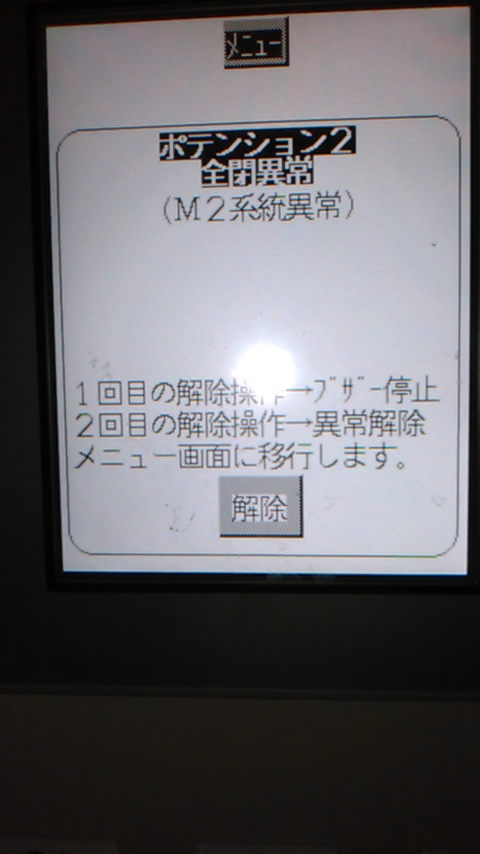 メニュー
ポテンション2
全閉異常
(M2系統異常)
1回目の解除操作→ブザー停止
2回目の解除操作→異常解除
メニュー画面に移行します。
解除